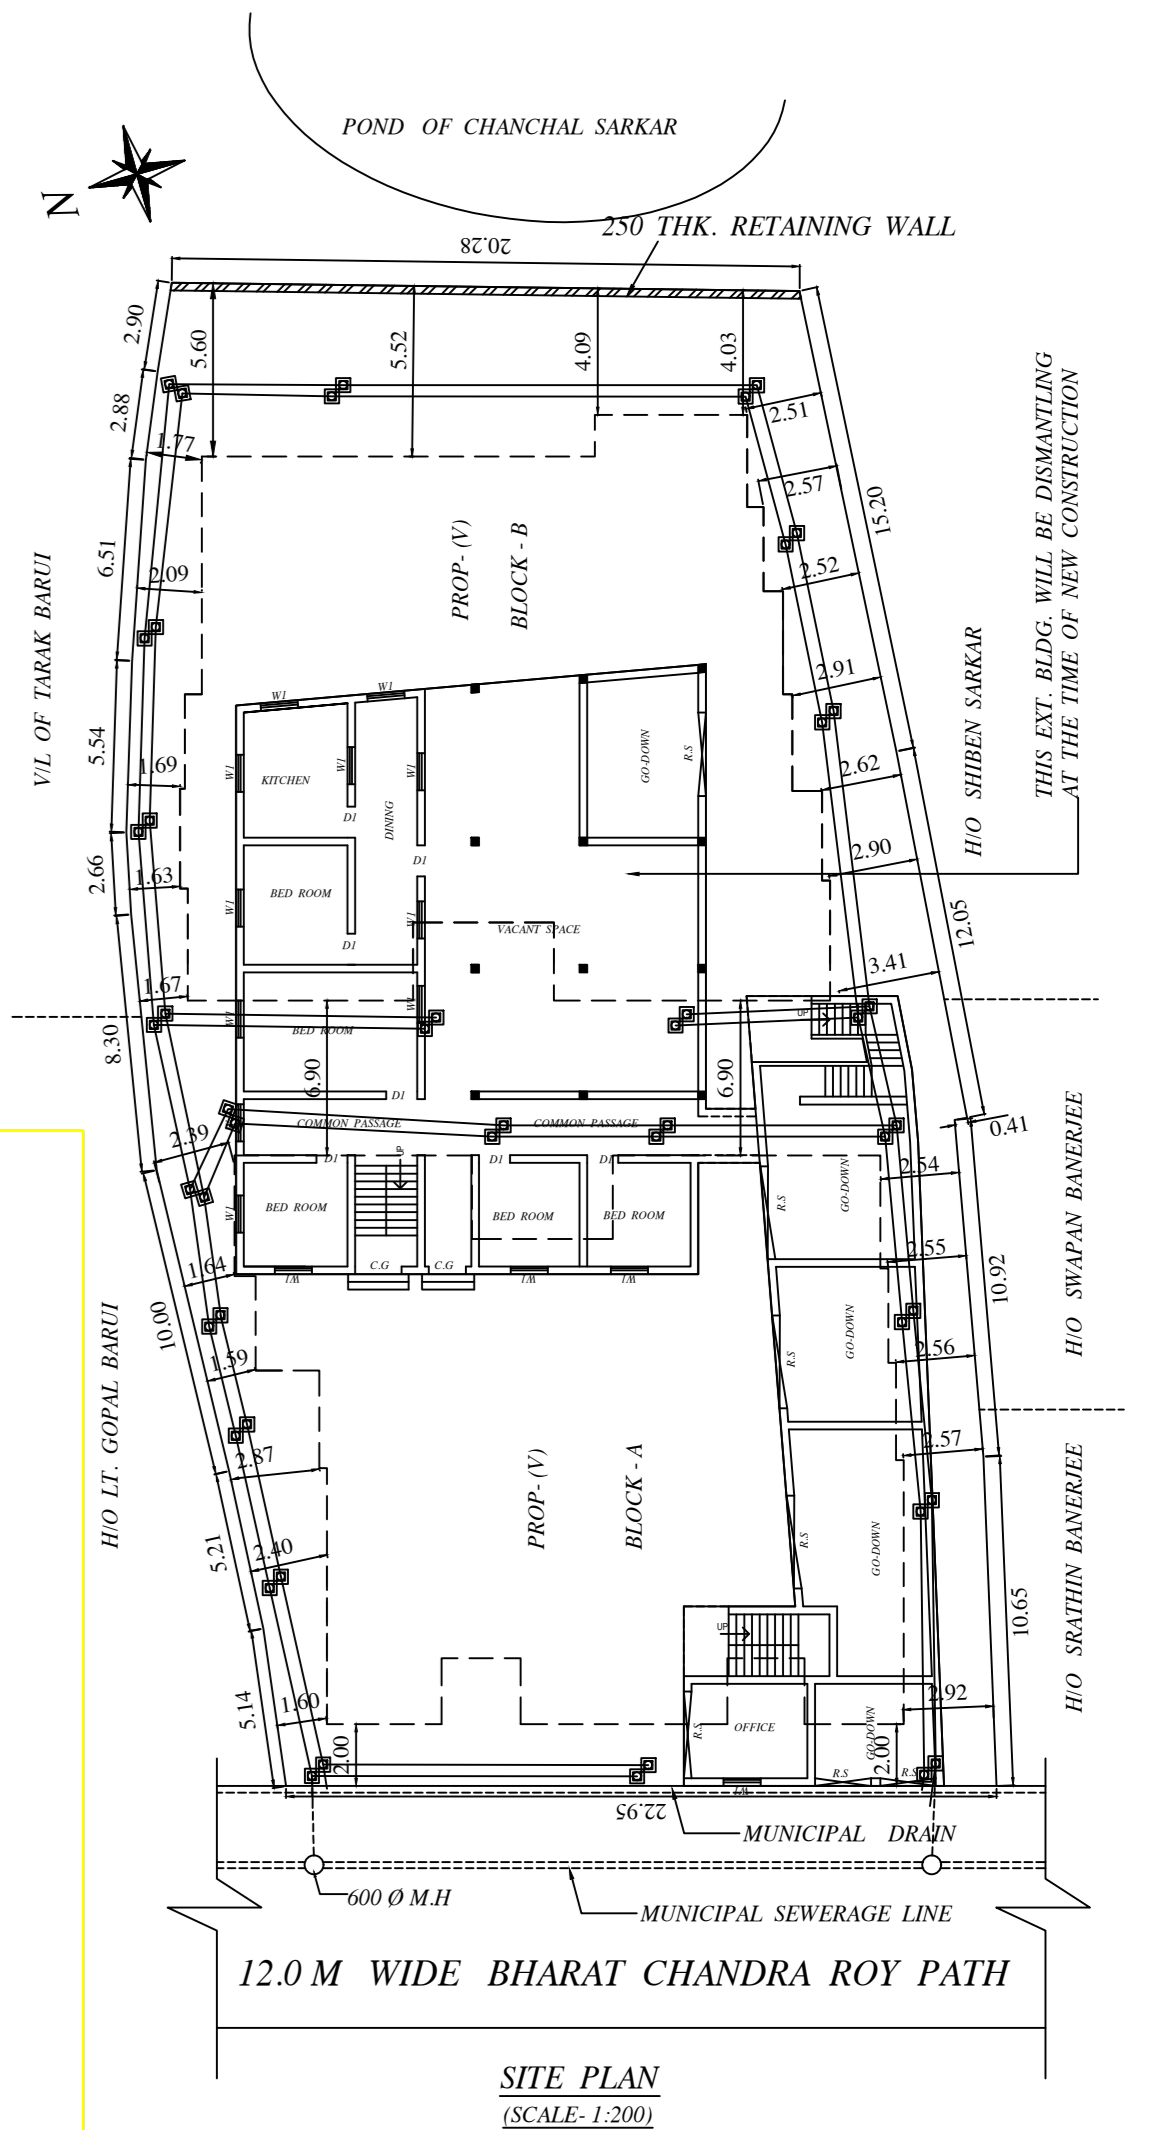 POND OF CHANCHAL SARKAR
N
250 THK. RETAINING WALL
20.28
2.90
5.60
5.52
4.09
4.03
2.88
1.77
2.51
2.57
15.20
THIS EXT. BLDG. WILL BE DISMANTLING
AT THE TIME OF NEW CONSTRUCTION
V/L OF TARAK BARUI
6.51
2.09
PROP- (V)
BLOCK - B
2.52
2.91
H/O SHIBEN SARKAR
5.54
1.69
W1
W1
W1
KITCHEN
W1
W1
D1
DINING
GO-DOWN
R.S
2.62
2.66
1.63
W1
BED ROOM
D1
W1
D1
VACANT SPACE
2.90
12.05
1.67
8.30
W1
BED ROOM
W1
6.90
6.90
3.41
UP
D1
COMMON PASSAGE
COMMON PASSAGE
0.41
2.39
D1
UP
D1
D1
W1
BED ROOM
BED ROOM
BED ROOM
R.S
GO-DOWN
2.54
H/O SWAPAN BANERJEE
1.64
W1
C.G
C.G
W1
W1
2.55
10.92
H/O LT. GOPAL BARUI
10.00
1.59
R.S
GO-DOWN
2.56
2.87
PROP- (V)
BLOCK - A
2.57
5.21
2.40
R.S
GO-DOWN
H/O SRATHIN BANERJEE
10.65
UP
5.14
1.60
2.00
R.S
OFFICE
W1
GO-DOWN
2.00
R.S
R.S
2.92
22.95
MUNICIPAL DRAIN
600 Ø M.H
MUNICIPAL SEWERAGE LINE
12.0 M WIDE BHARAT CHANDRA ROY PATH
SITE PLAN
(SCALE- 1:200)